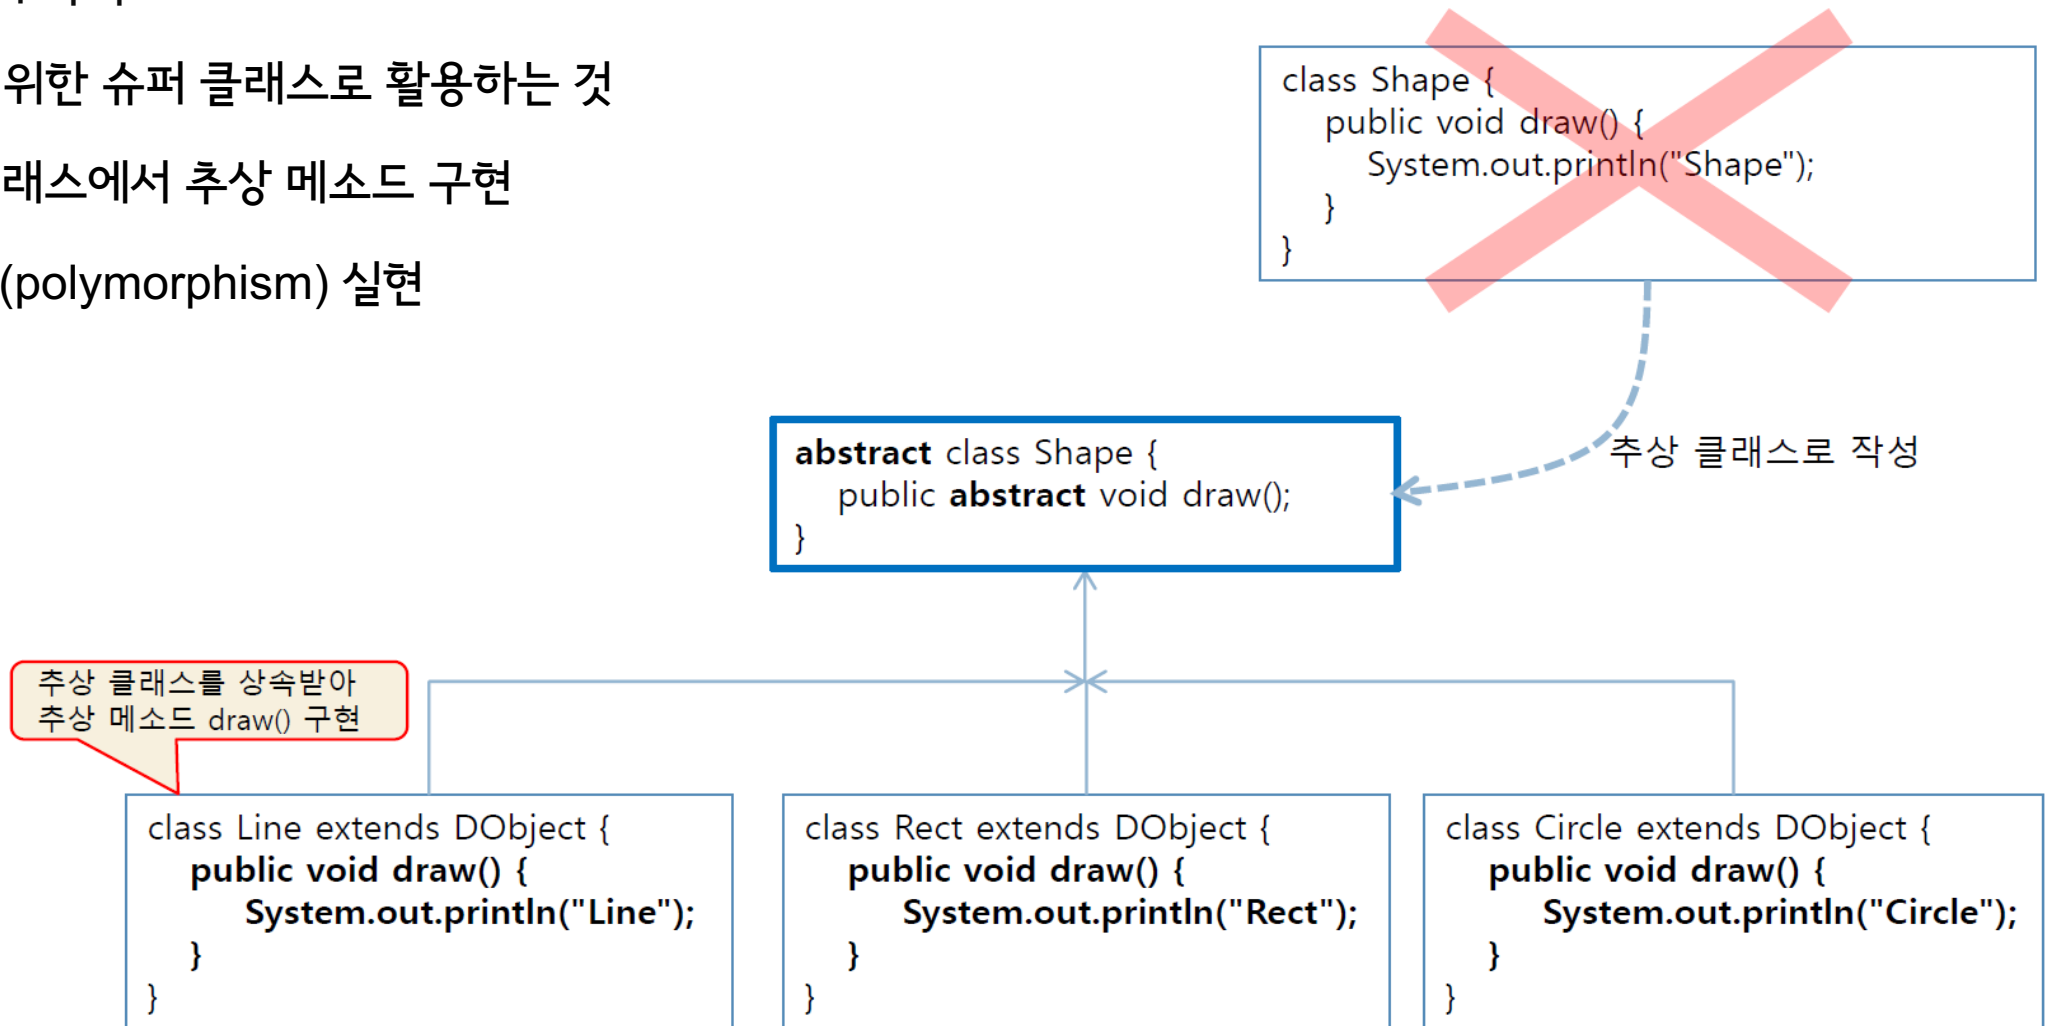 위한 슈퍼 클래스로 활용하는 것
래스에서 추상 메소드 구현
(polymorphism) 실현
class Shape {
public void draw() {
System.out.println("Shape");
}
}
추상 클래스로 작성
abstract class Shape {
public abstract void draw();
}
추상 클래스를 상속받아
추상 메소드 draw() 구현
class Line extends DObject {
public void draw() {
System.out.println("Line");
}
}
class Rect extends DObject {
public void draw() {
System.out.println("Rect");
}
}
class Circle extends DObject {
public void draw() {
System.out.println("Circle");
}
}